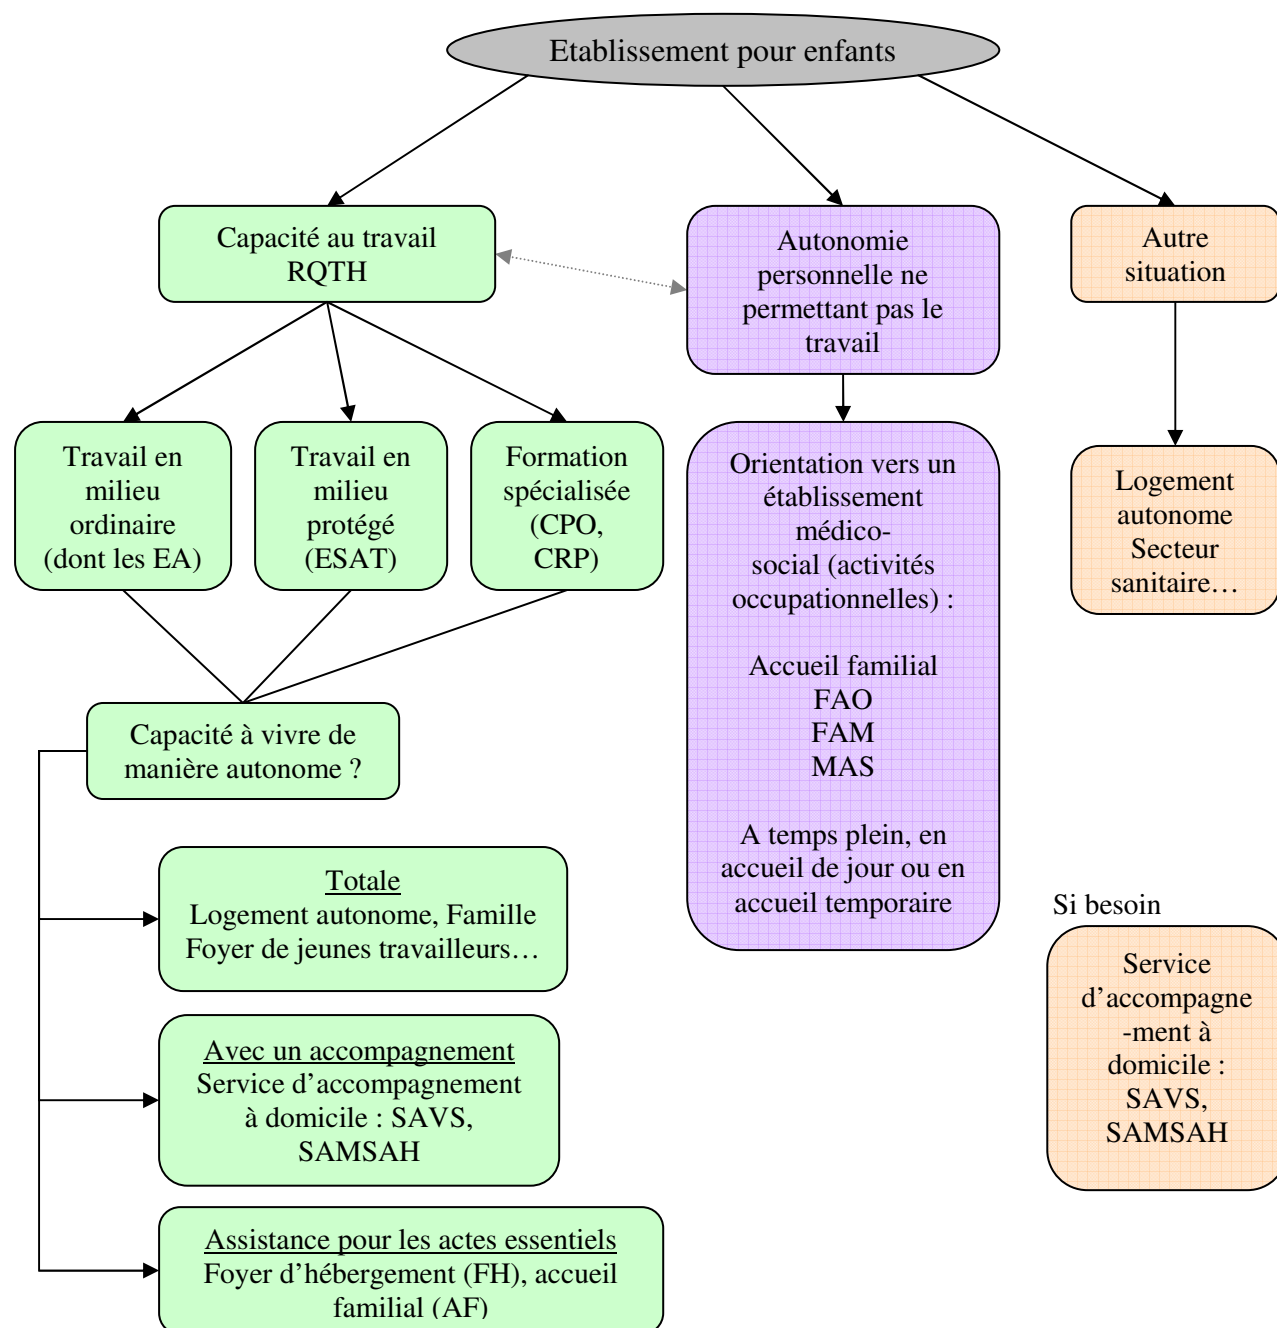 Etablissement pour enfants
Capacité au travail
RQTH
Autonomie
personnelle ne
permettant pas le
travail
Autre
situation
Travail en
milieu
ordinaire
(dont les EA)
Travail en
milieu
protégé
(ESAT)
Formation
spécialisée
(CPO,
CRP)
Orientation vers un
établissement
médico-
social (activités
occupationnelles) :
Accueil familial
FAO
FAM
MAS
A temps plein, en
accueil de jour ou en
accueil temporaire
Logement
autonome
Secteur
sanitaire…
Capacité à vivre de
manière autonome ?
Totale
Logement autonome, Famille
Foyer de jeunes travailleurs…
Avec un accompagnement
Service d’accompagnement
à domicile : SAVS,
SAMSAH
Assistance pour les actes essentiels
Foyer d’hébergement (FH), accueil
familial (AF)
Si besoin
Service
d’accompagne
-ment à
domicile :
SAVS,
SAMSAH